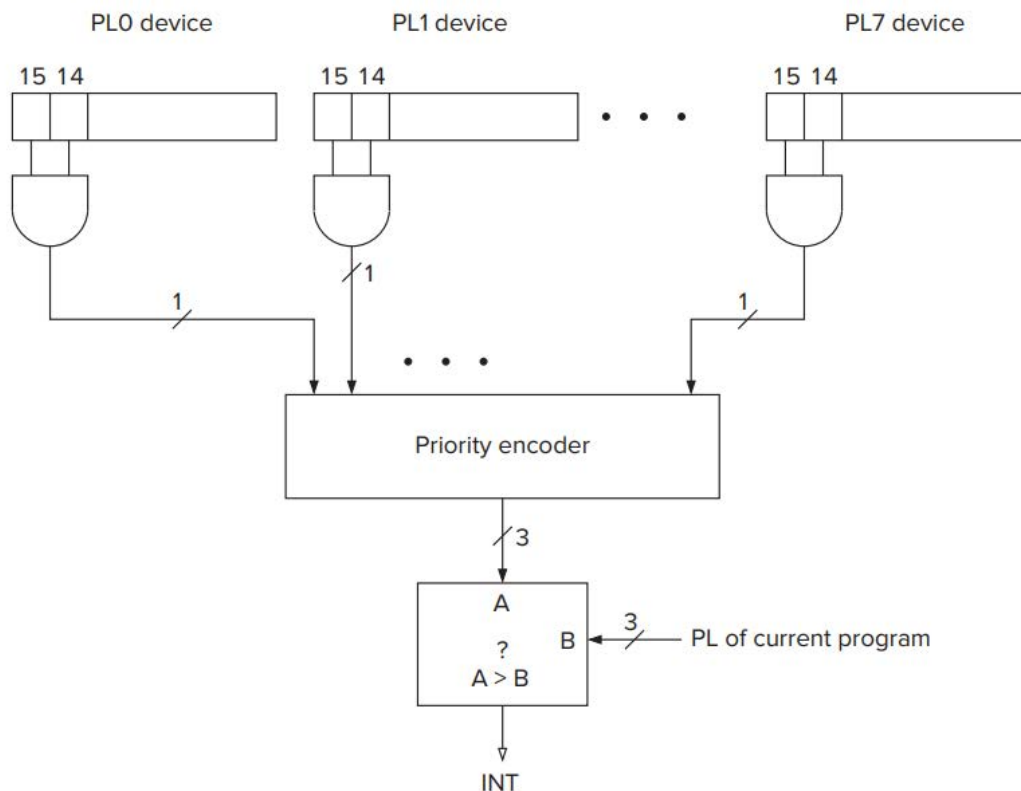 PL0 device PL1 device PL7 device
15 14 15 14 15 14
1
1 1
Priority encoder
3
A
3
B PL of current program
?
A > B
INT